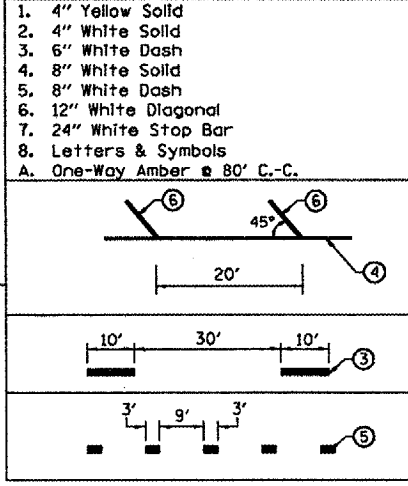 1. 4" Yellow Solid
2. 4" White Solid
3. 6" White Dash
4. 8" White Solid
5. 8" White Dash
6. 12" White Diagonal
7. 24" White Stop Bar
8. Letters & Symbols
A. One-Way Amber @ 80' C.-C.
6 6
45°
4
20'
10' 30' 10'
3
3' 9' 3'
5